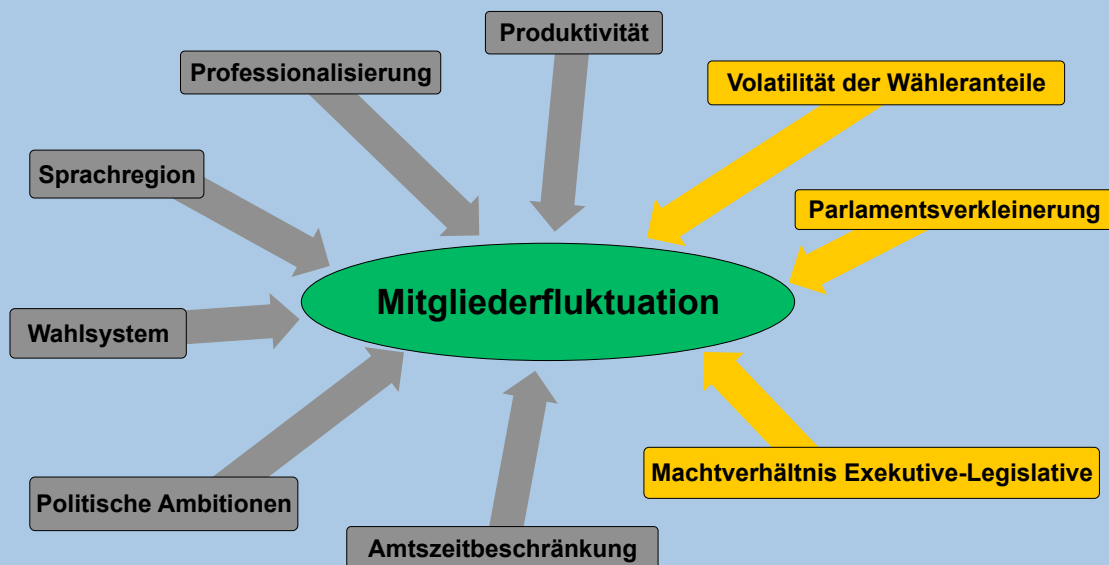 Produktivität
Professionalisierung
Volatilität der Wähleranteile
Sprachregion
Parlamentsverkleinerung
Mitgliederfluktuation
Wahlsystem
Machtverhältnis Exekutive-Legislative
Politische Ambitionen
Amtszeitbeschränkung